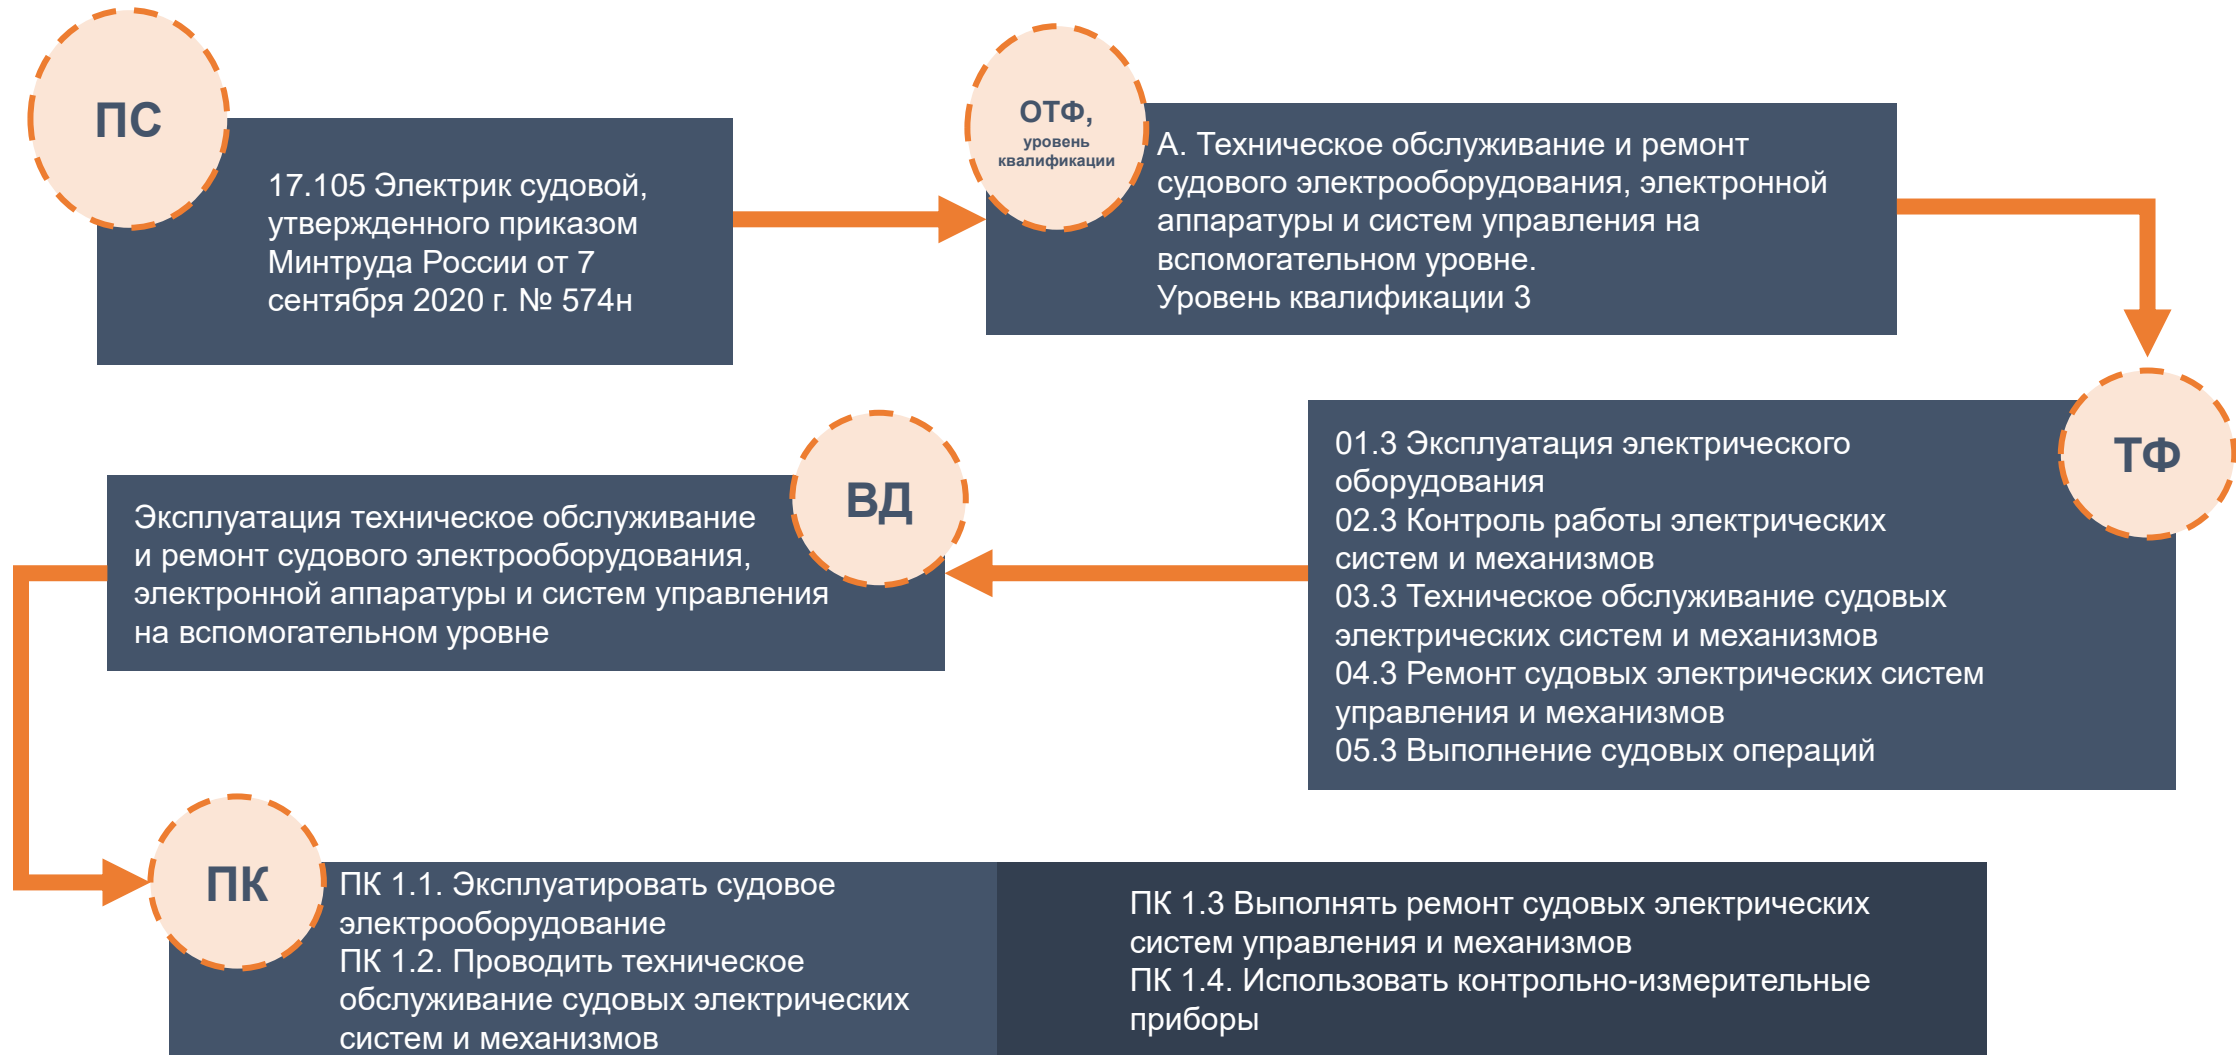 ПС
17.105 Электрик судовой,
утвержденного приказом
Минтруда России от 7
сентября 2020 г. № 574н
ОТФ,
уровень
квалификации
А. Техническое обслуживание и ремонт
судового электрооборудования, электронной
аппаратуры и систем управления на
вспомогательном уровне.
Уровень квалификации 3
ТФ
01.3 Эксплуатация электрического
оборудования
02.3 Контроль работы электрических
систем и механизмов
03.3 Техническое обслуживание судовых
электрических систем и механизмов
04.3 Ремонт судовых электрических систем
управления и механизмов
05.3 Выполнение судовых операций
ВД
Эксплуатация техническое обслуживание
и ремонт судового электрооборудования,
электронной аппаратуры и систем управления
на вспомогательном уровне
ПК
ПК 1.1. Эксплуатировать судовое
электрооборудование
ПК 1.2. Проводить техническое
обслуживание судовых электрических
систем и механизмов
ПК 1.3 Выполнять ремонт судовых электрических
систем управления и механизмов
ПК 1.4. Использовать контрольно-измерительные
приборы